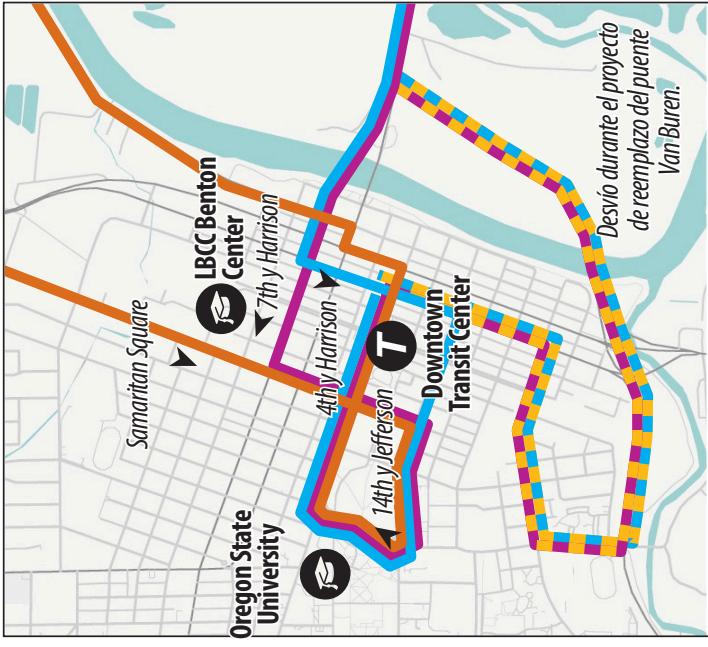 Samaritan Square
LBCC Benton
Center
7th y Harrison
4th y Harrison
T
Downtown
Transit Center
14th y Jefferson
Oregon State
University
Desvío durante el proyecto
de reemplazo del puente
Van Buren.